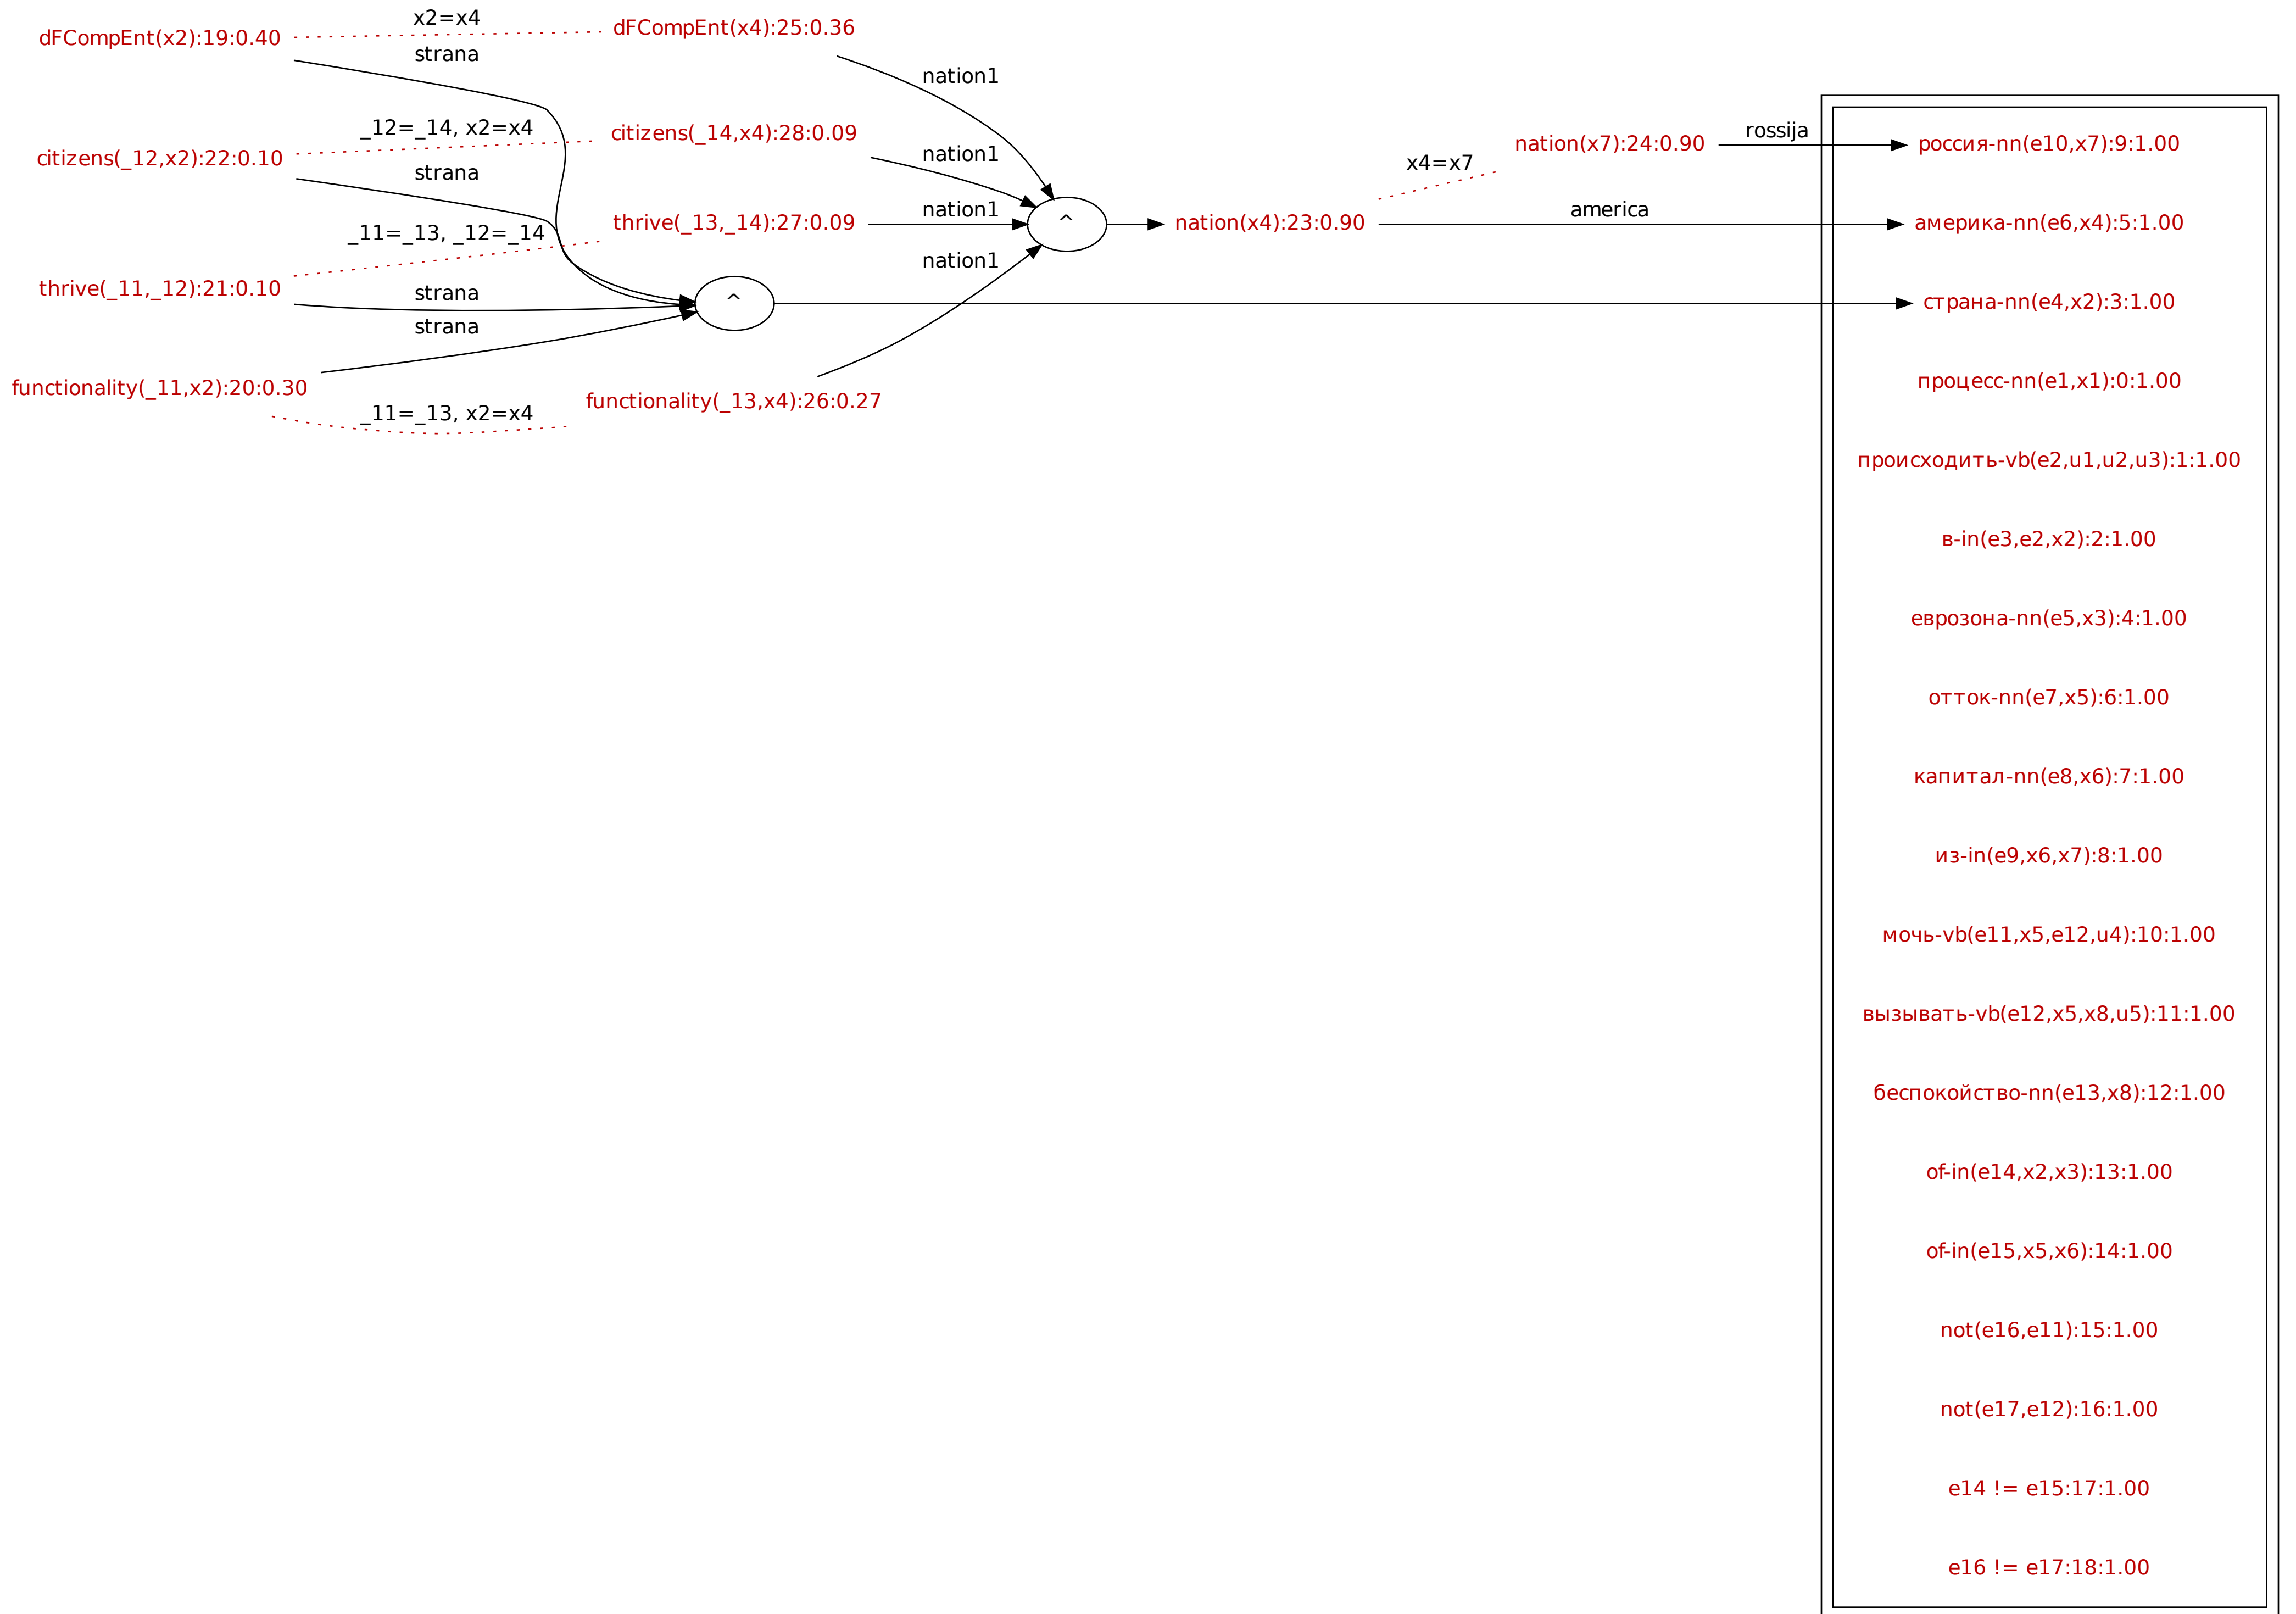 x2=x4
dFCompEnt(x2):19:0.40
dFCompEnt(x4):25:0.36
strana
nation1
_12=_14, x2=x4
citizens(_12,x2):22:0.10
citizens(_14,x4):28:0.09
strana
nation1
nation(x7):24:0.90
rossija
россия-nn(e10,x7):9:1.00
x4=x7
_11=_13, _12=_14
thrive(_13,_14):27:0.09
nation1
^
nation(x4):23:0.90
america
америка-nn(e6,x4):5:1.00
nation1
thrive(_11,_12):21:0.10
strana
^
страна-nn(e4,x2):3:1.00
strana
functionality(_11,x2):20:0.30
_11=_13, x2=x4
functionality(_13,x4):26:0.27
процесс-nn(e1,x1):0:1.00
происходить-vb(e2,u1,u2,u3):1:1.00
в-in(e3,e2,x2):2:1.00
еврозона-nn(e5,x3):4:1.00
отток-nn(e7,x5):6:1.00
капитал-nn(e8,x6):7:1.00
из-in(e9,x6,x7):8:1.00
мочь-vb(e11,x5,e12,u4):10:1.00
вызывать-vb(e12,x5,x8,u5):11:1.00
беспокойство-nn(e13,x8):12:1.00
of-in(e14,x2,x3):13:1.00
of-in(e15,x5,x6):14:1.00
not(e16,e11):15:1.00
not(e17,e12):16:1.00
e14 != e15:17:1.00
e16 != e17:18:1.00